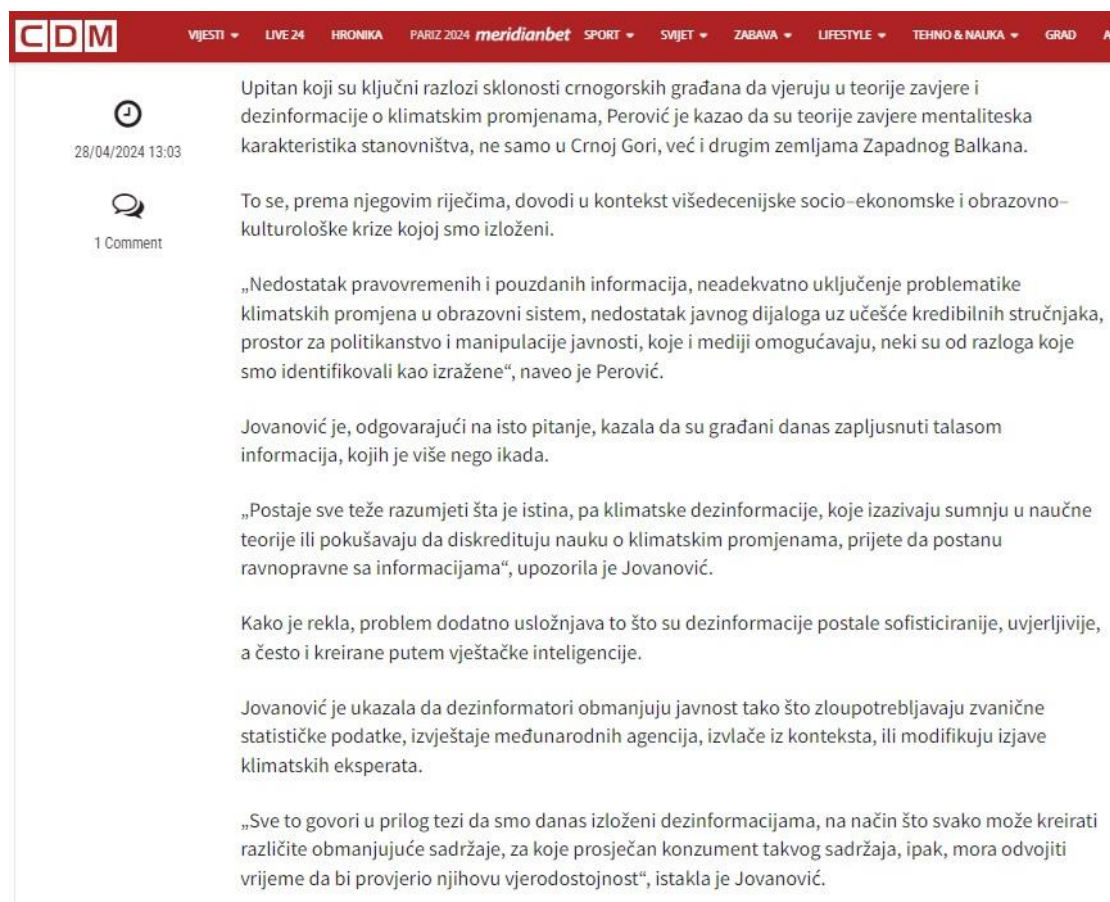 CDM
VIJESTI LIVE 24 HRONIKA PARIZ 2024 meridianbet SPORT SVIJET ZABAVA LIFESTYLE TEHNO & NAUKA GRAD A
28/04/2024 13:03
1 Comment
Upitan koji su ključni razlozi sklonosti crnogorskih građana da vjeruju u teorije zavjere i
dezinformacije o klimatskim promjenama, Perović je kazao da su teorije zavjere mentaliteska
karakteristika stanovništva, ne samo u Crnoj Gori, već i drugim zemljama Zapadnog Balkana.
To se, prema njegovim riječima, dovodi u kontekst višedecenijske socio–ekonomske i obrazovno–
kulturološke krize kojoj smo izloženi.
„Nedostatak pravovremenih i pouzdanih informacija, neadekvatno uključenje problematike
klimatskih promjena u obrazovni sistem, nedostatak javnog dijaloga uz učešće kredibilnih stručnjaka,
prostor za politikanstvo i manipulacije javnosti, koje i mediji omogućavaju, neki su od razloga koje
smo identifikovali kao izražene“, naveo je Perović.
Jovanović je, odgovarajući na isto pitanje, kazala da su građani danas zapljusnuti talasom
informacija, kojih je više nego ikada.
„Postaje sve teže razumjeti šta je istina, pa klimatske dezinformacije, koje izazivaju sumnju u naučne
teorije ili pokušavaju da diskredituju nauku o klimatskim promjenama, prijete da postanu
ravnopravne sa informacijama“, upozorila je Jovanović.
Kako je rekla, problem dodatno usložnjava to što su dezinformacije postale sofisticiranije, uvjerljivije,
a često i kreirane putem vještačke inteligencije.
Jovanović je ukazala da dezinformatori obmanjuju javnost tako što zloupotrebljavaju zvanične
statističke podatke, izvještaje međunarodnih agencija, izvlače iz konteksta, ili modifikuju izjave
klimatskih eksperata.
„Sve to govori u prilog tezi da smo danas izloženi dezinformacijama, na način što svako može kreirati
različite obmanjujuće sadržaje, za koje prosječan konzument takvog sadržaja, ipak, mora odvojiti
vrijeme da bi provjerio njihovu vjerodostojnost“, istakla je Jovanović.